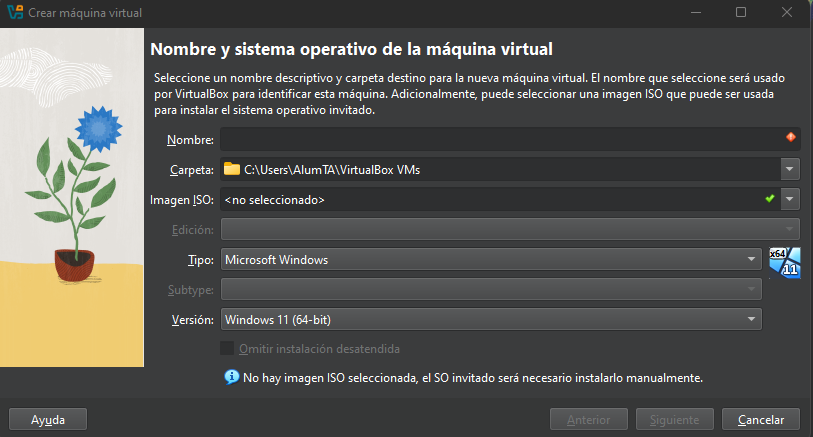 Crear máquina virtual
Nombre y sistema operativo de la máquina virtual
Seleccione un nombre descriptivo y carpeta destino para la nueva máquina virtual. El nombre que seleccione será usado
por VirtualBox para identificar esta máquina. Adicionalmente, puede seleccionar una imagen ISO que puede ser usada
para instalar el sistema operativo invitado.
Nombre:
Carpeta: C:\Users\AlumTA\VirtualBox VMs
Imagen ISO: <no seleccionado>
Edición:
Tipo: Microsoft Windows
x64
11
Subtype:
Versión: Windows 11 (64-bit)
Omitir instalación desatendida
No hay imagen ISO seleccionada, el SO invitado será necesario instalarlo manualmente.
Ayuda Anterior Siguiente Cancelar